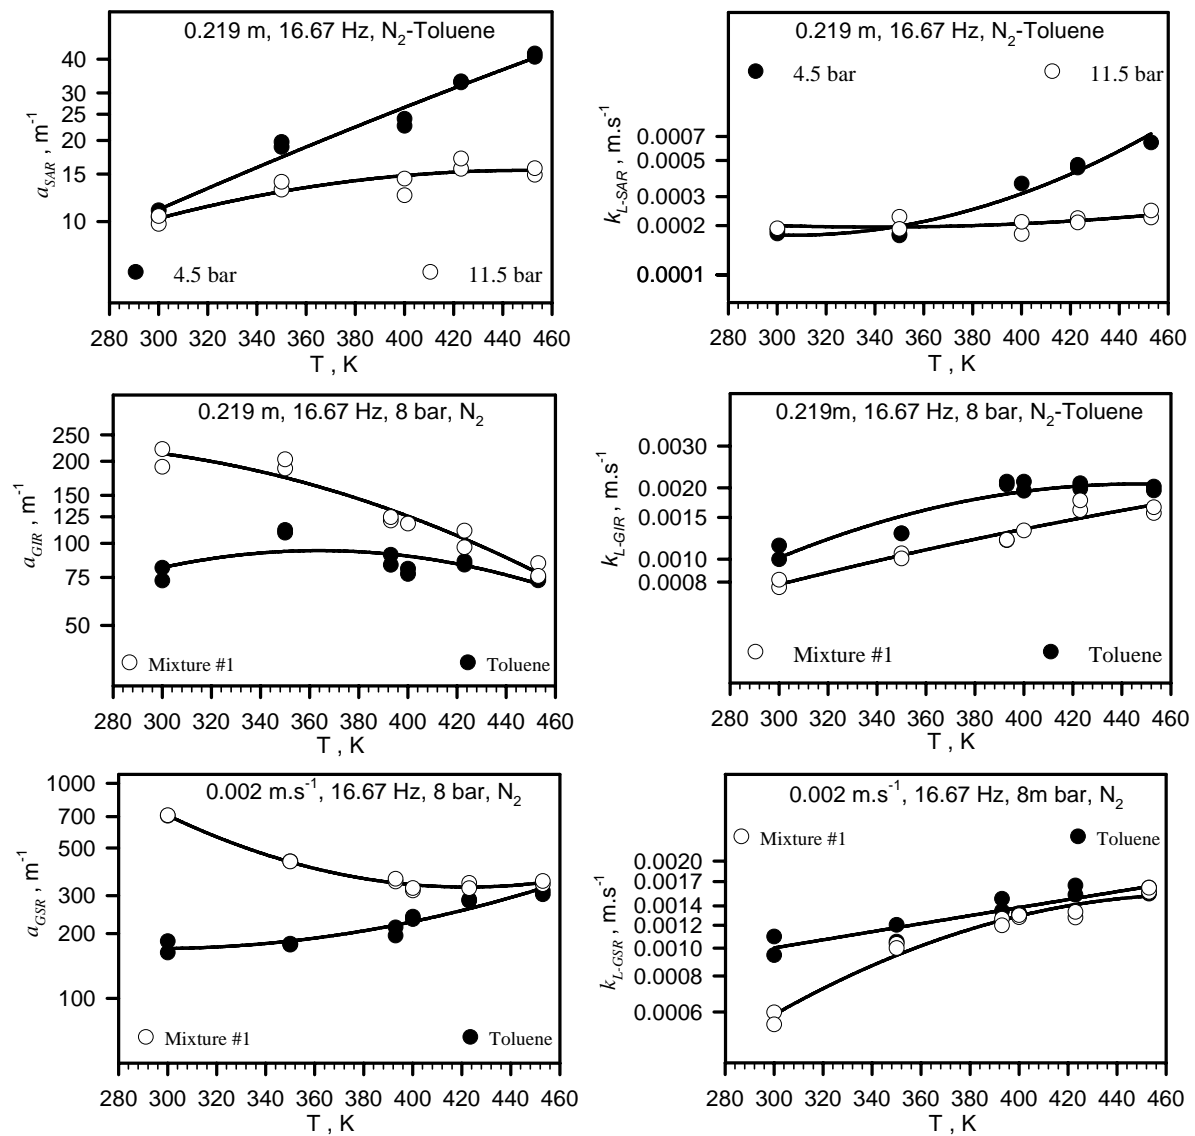 0.219 m, 16.67 Hz, N2-Toluene
40
30
25
20
15
10
aSAR , m-1
4.5 bar
11.5 bar
280 300 320 340 360 380 400 420 440 460
T , K
0.219 m, 16.67 Hz, N2-Toluene
4.5 bar
11.5 bar
0.0007
0.0005
0.0003
0.0002
0.0001
kL-SAR , m.s-1
280 300 320 340 360 380 400 420 440 460
T , K
0.219 m, 16.67 Hz, 8 bar, N2
250
200
150
125
100
75
50
aGIR , m-1
Mixture #1
Toluene
280 300 320 340 360 380 400 420 440 460
T , K
0.219m, 16.67 Hz, 8 bar, N2-Toluene
0.0030
0.0020
0.0015
0.0010
0.0008
kL-GIR , m.s-1
Mixture #1
Toluene
280 300 320 340 360 380 400 420 440 460
T , K
0.002 m.s-1, 16.67 Hz, 8 bar, N2
1000
700
500
300
200
100
aGSR , m-1
Mixture #1
Toluene
280 300 320 340 360 380 400 420 440 460
T , K
0.002 m.s-1, 16.67 Hz, 8m bar, N2
Mixture #1
Toluene
0.0020
0.0017
0.0014
0.0012
0.0010
0.0008
0.0006
kL-GSR , m.s-1
280 300 320 340 360 380 400 420 440 460
T , K